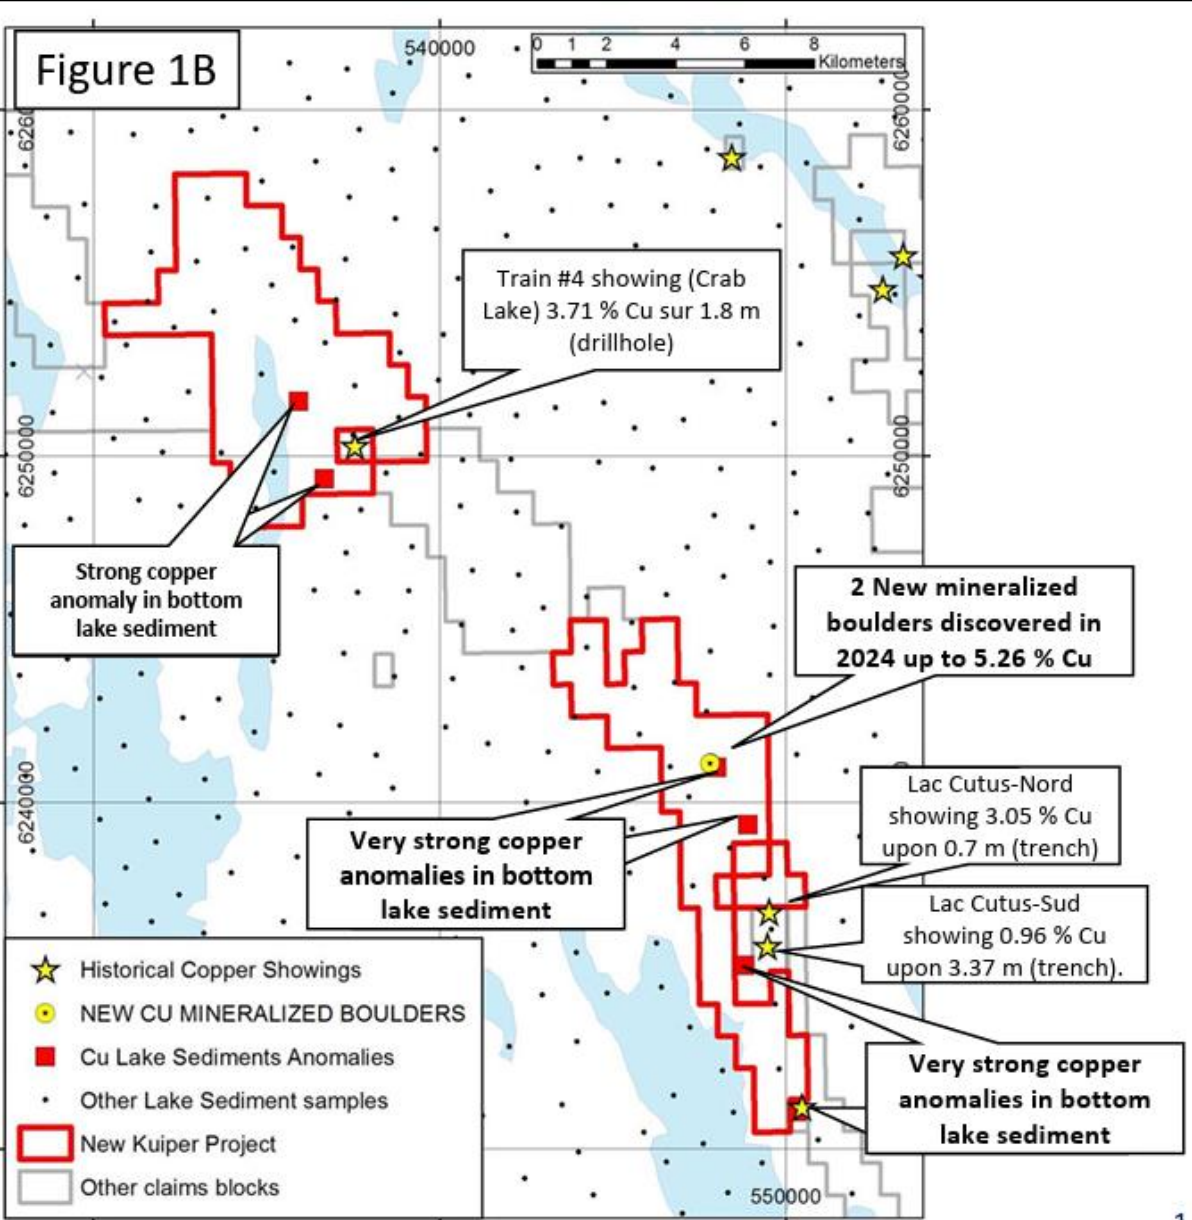 Figure 1B
540000
0 1 2 4 6 8
Kilometers
6260000
Train #4 showing (Crab
Lake) 3.71 % Cu sur 1.8 m
(drillhole)
6250000
6250000
Strong copper
anomaly in bottom
lake sediment
2 New mineralized
boulders discovered in
2024 up to 5.26 % Cu
6240000
Lac Cutus-Nord
showing 3.05 % Cu
upon 0.7 m (trench)
Very strong copper
anomalies in bottom
lake sediment
Lac Cutus-Sud
showing 0.96 % Cu
upon 3.37 m (trench).
Historical Copper Showings
NEW CU MINERALIZED BOULDERS
Cu Lake Sediments Anomalies
Other Lake Sediment samples
New Kuiper Project
Other claims blocks
Very strong copper
anomalies in bottom
lake sediment
550000